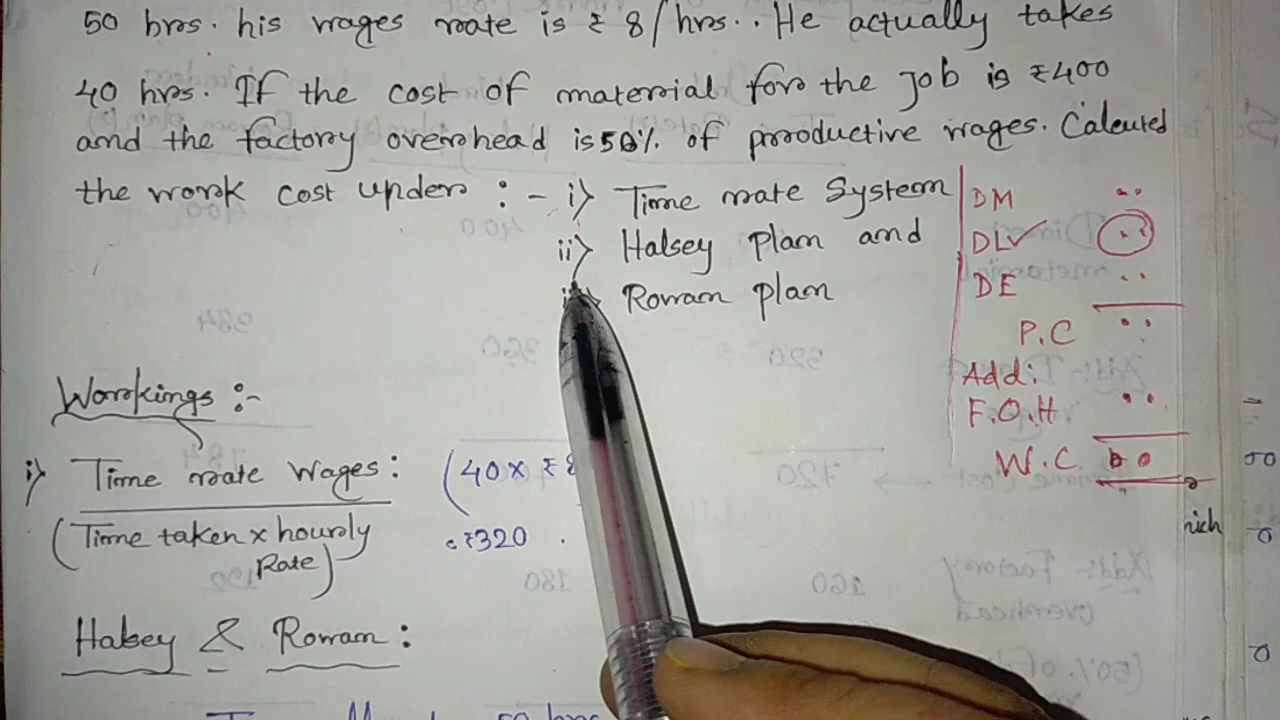 50 hrs. his wages rate is ₹ 8/hrs.. He actually takes
40 hrs. If the cost of material for the job is ₹400
and the factory overhead is 50% of productive wages.
the work cost under : - i) Time rate System
ii) Halsey plan and
Rowan plan
DM
DL ✓
DE
P.C
Add:
F.O.H
W.C.
Workings :-
i) Time rate wages: (40 × ₹
(Time taken × hourly Rate)
₹320
Halsey & Rowan:
50 hrs